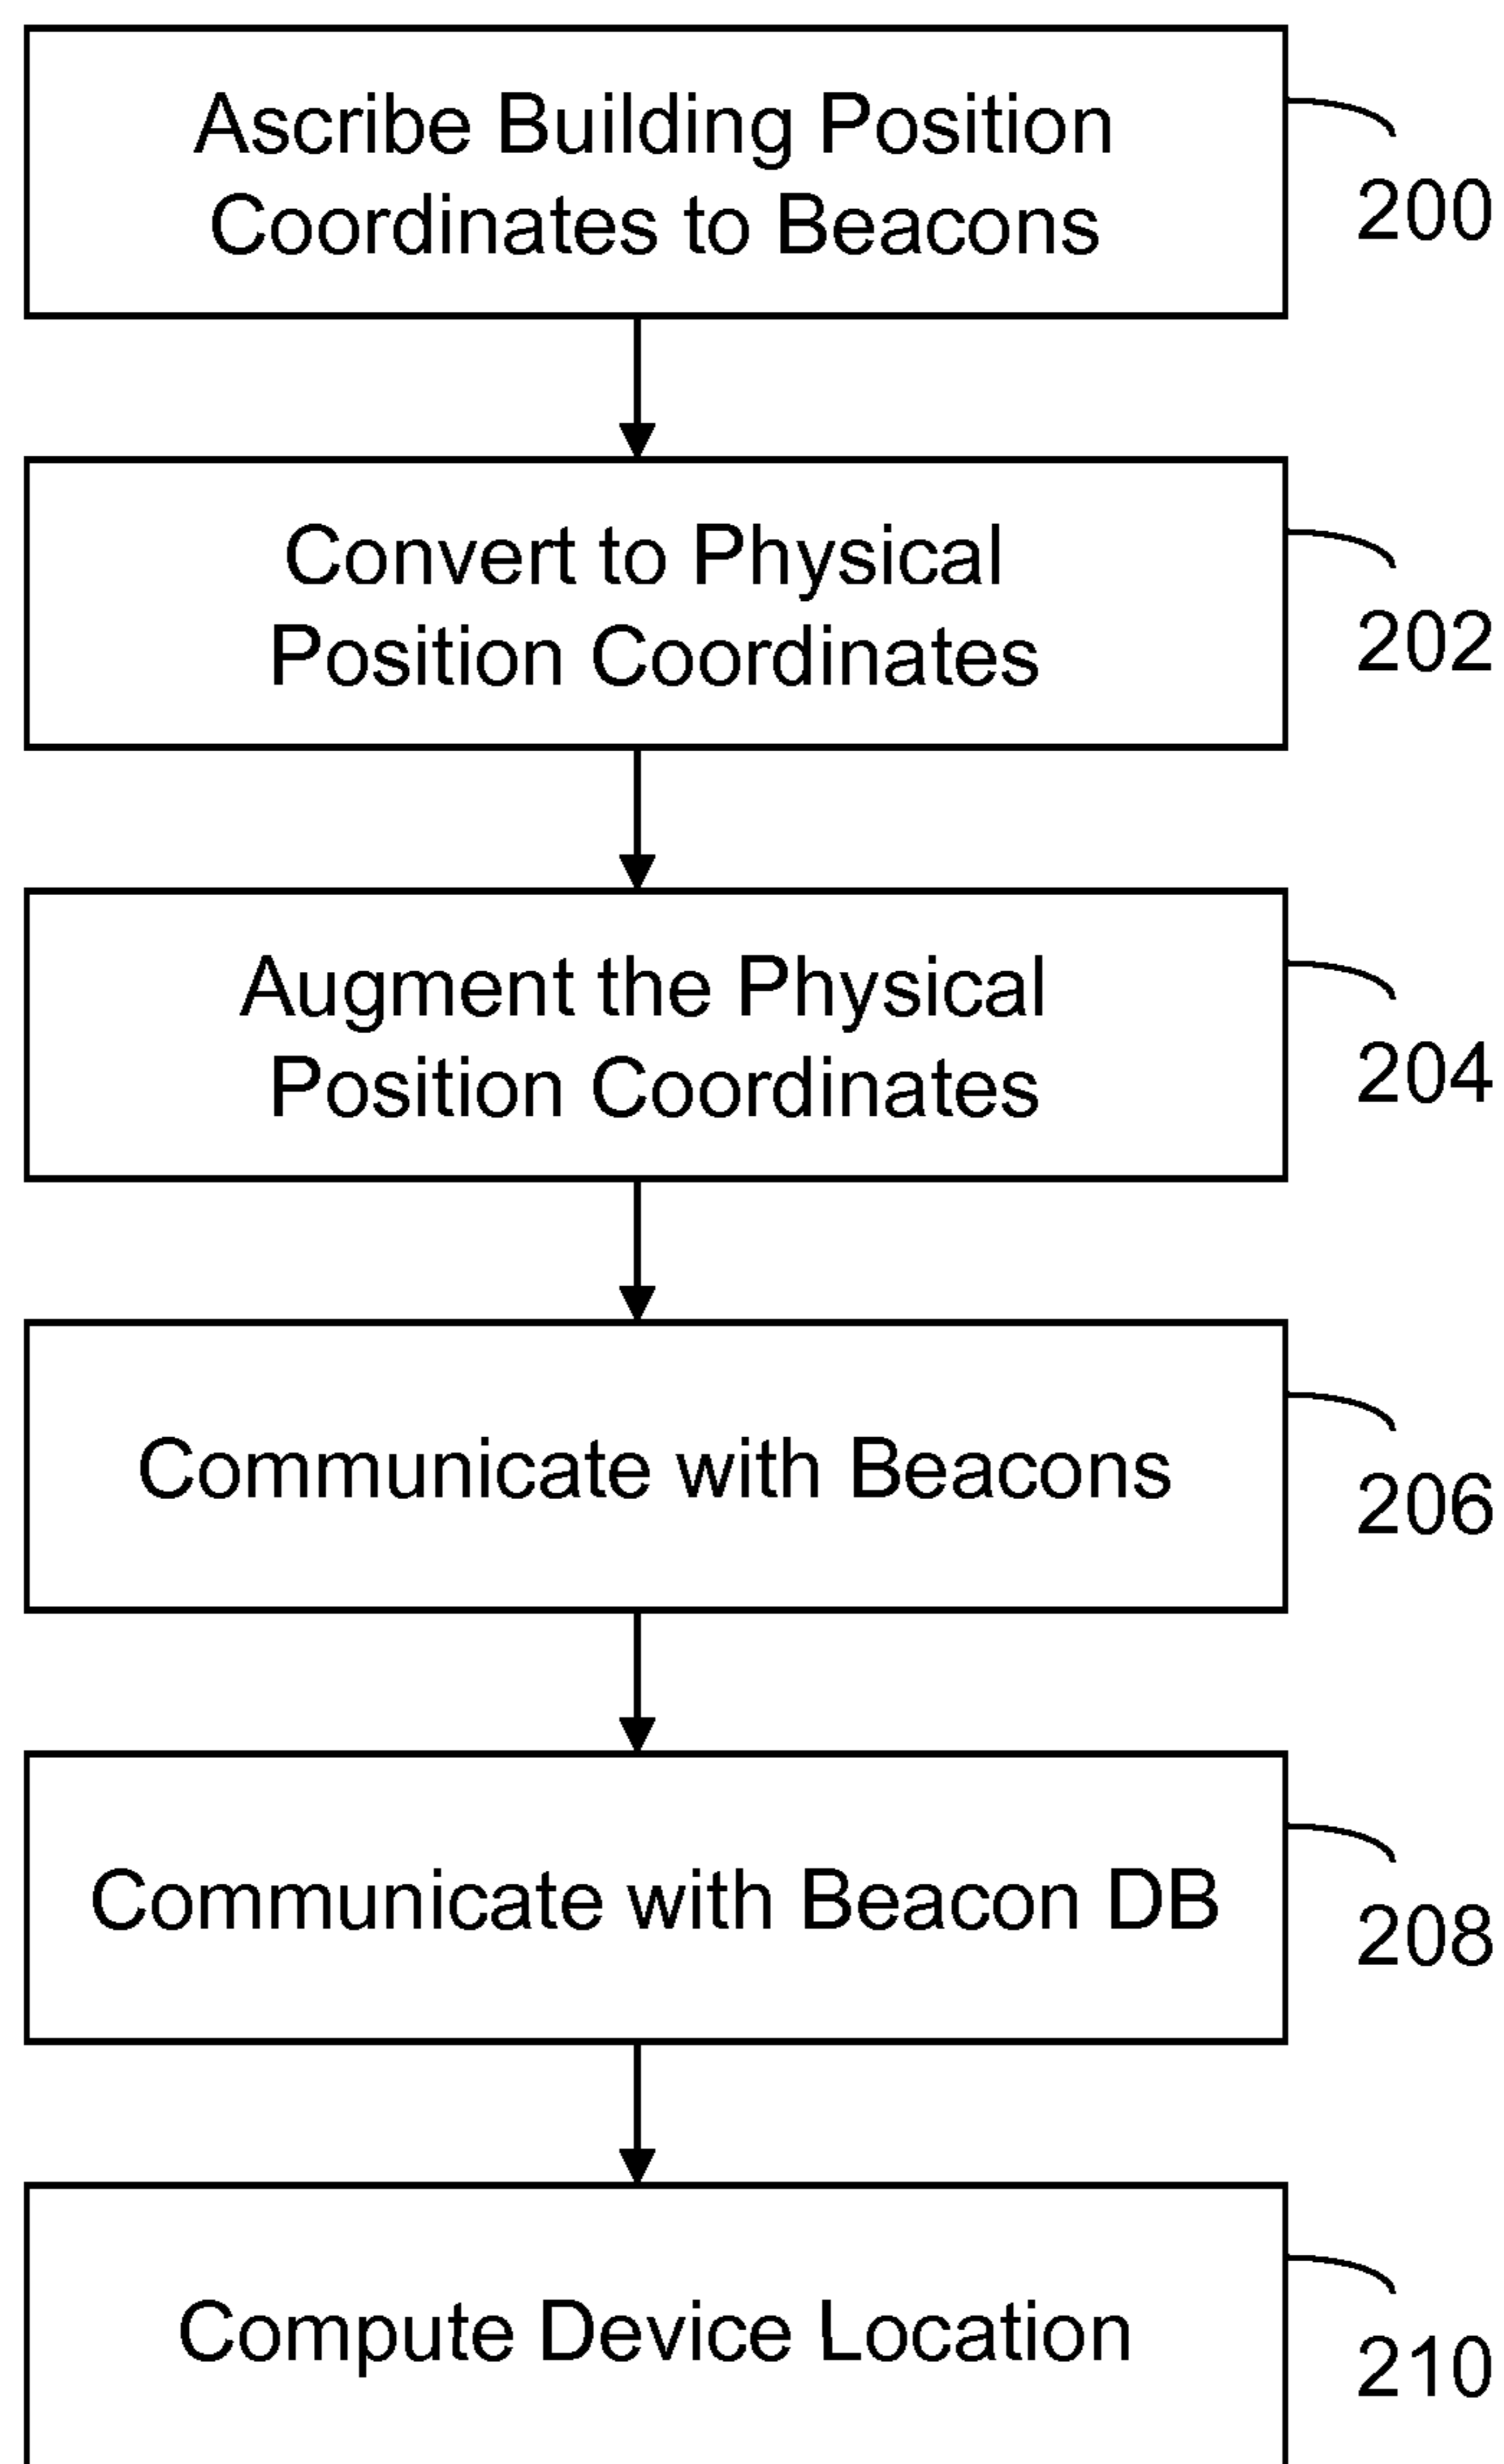 Ascribe Building Position
Coordinates to Beacons
200
Convert to Physical
Position Coordinates
202
Augment the Physical
Position Coordinates
204
Communicate with Beacons
206
Communicate with Beacon DB
208
Compute Device Location
210